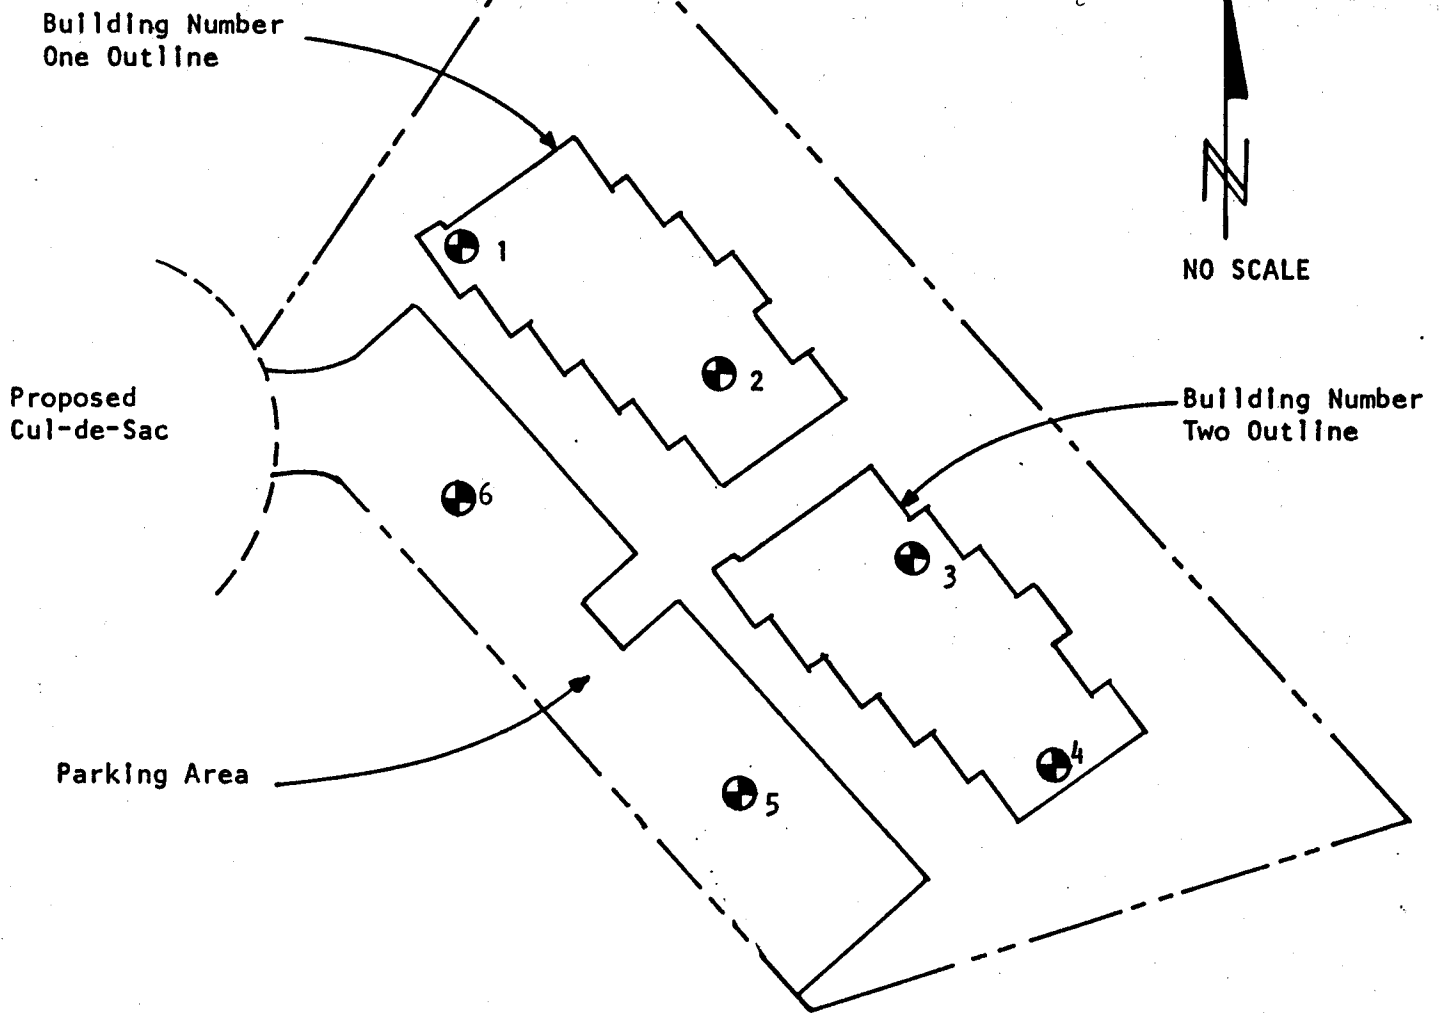 Building Number
One Outline
N
NO SCALE
1
2
Proposed
Cul-de-Sac
Building Number
Two Outline
6
3
Parking Area
4
5